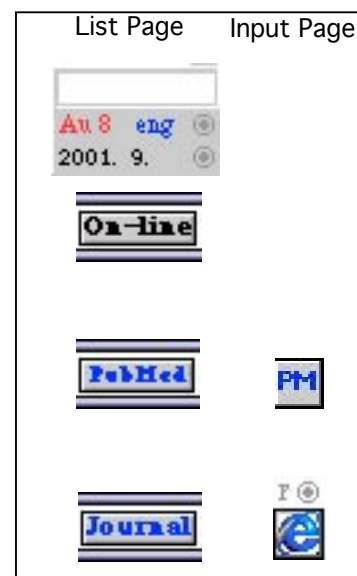 List Page Input Page
Au 8 eng
2001. 9.
On-line
PubMed PM
F
Journal